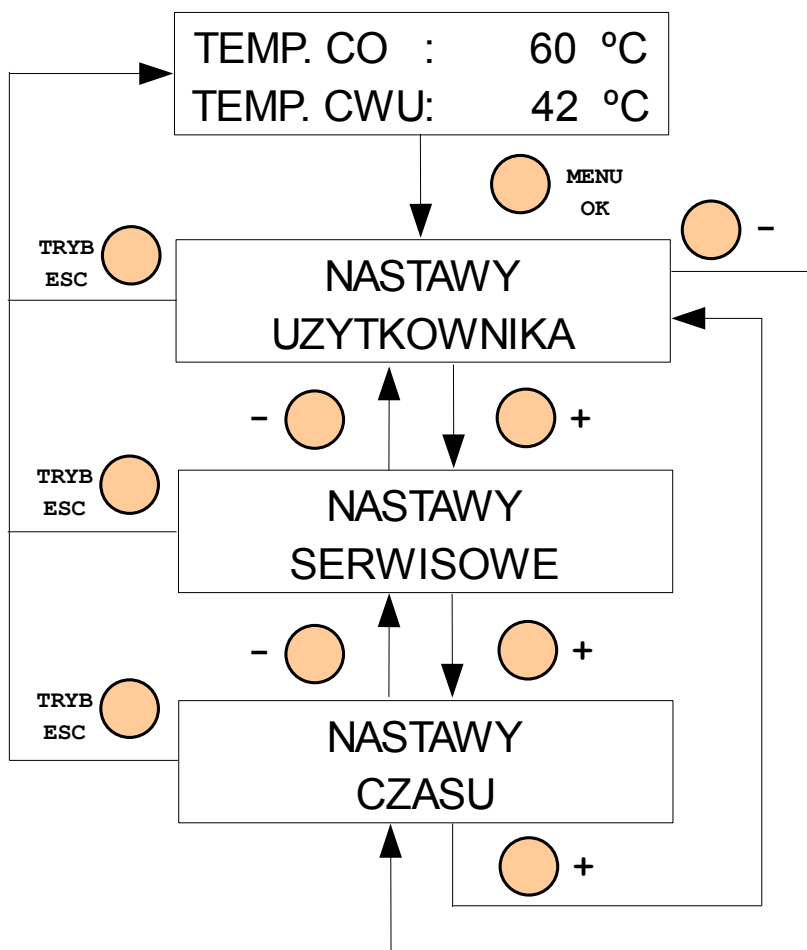 TEMP. CO : 60 ºC
TEMP. CWU: 42 ºC
MENU
OK
-
TRYB
ESC
NASTAWY
UZYTKOWNIKA
-
+
TRYB
ESC
NASTAWY
SERWISOWE
-
+
TRYB
ESC
NASTAWY
CZASU
+